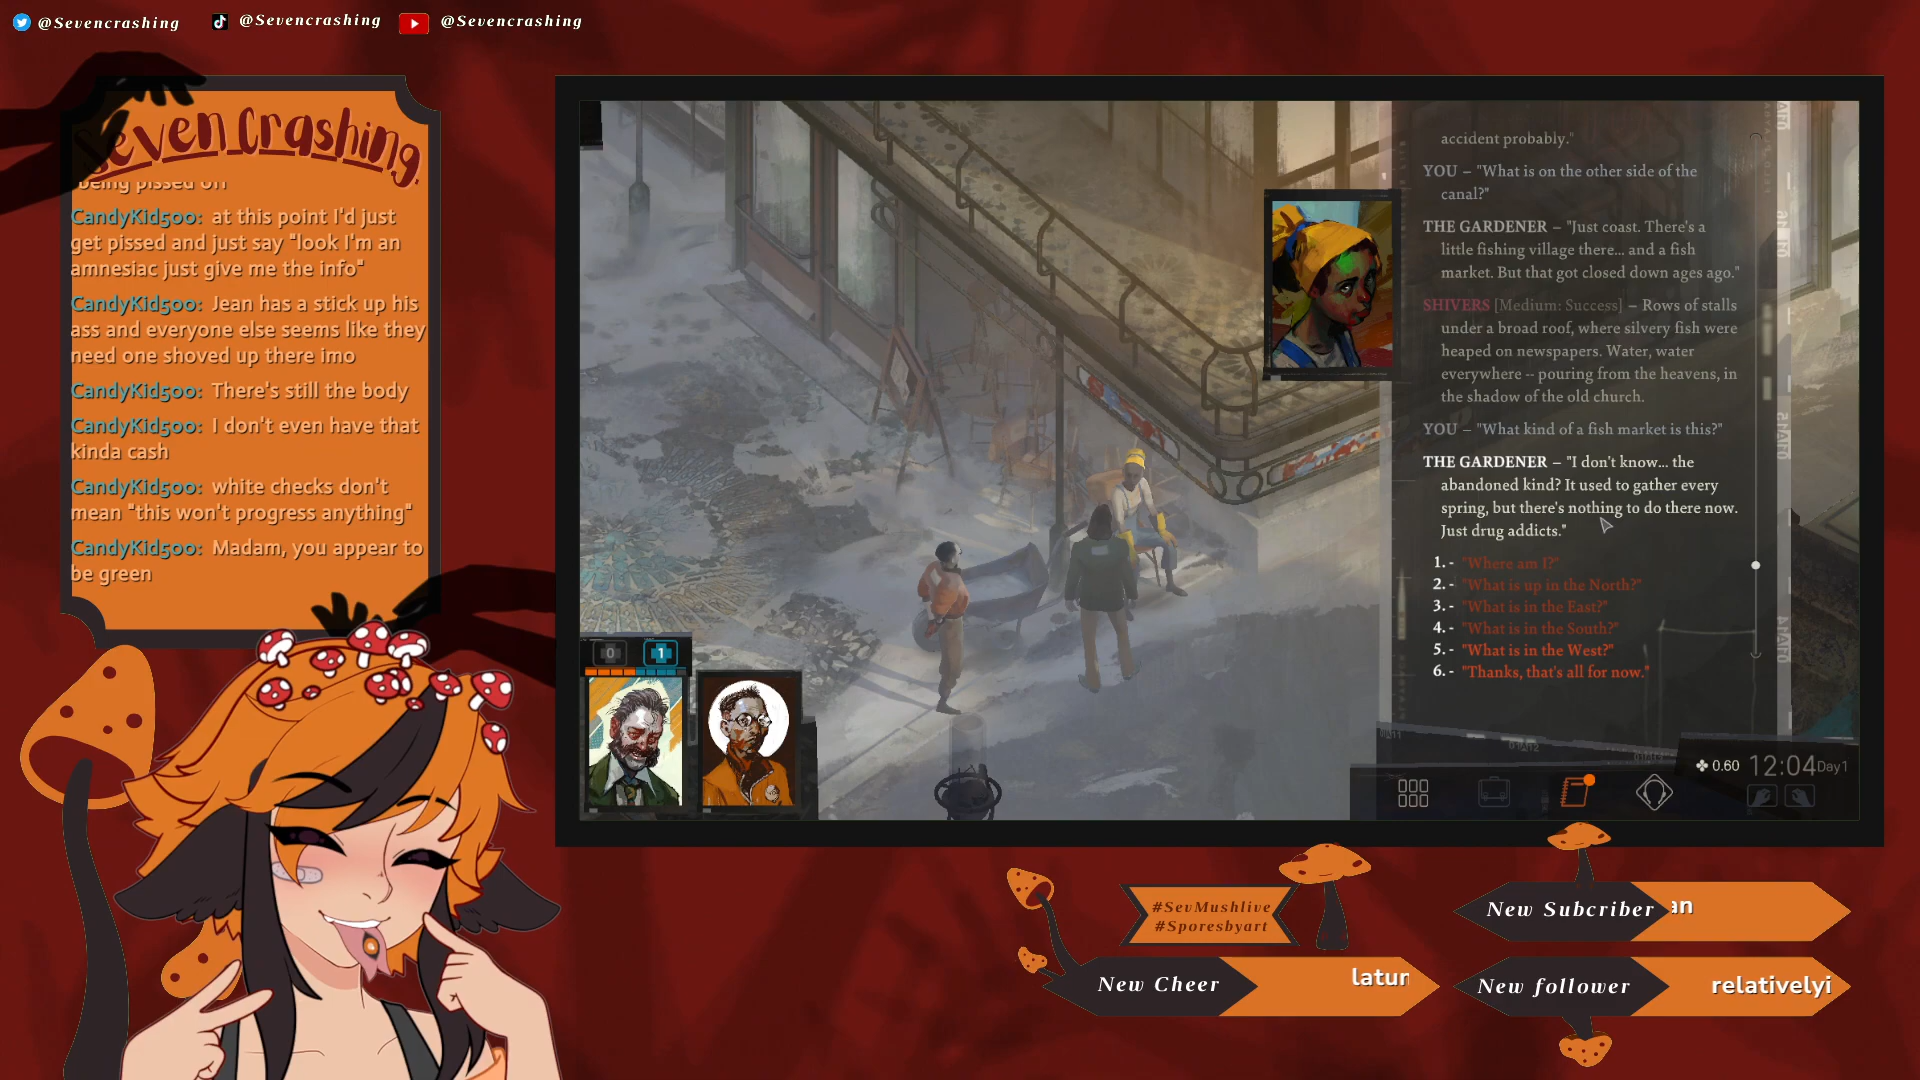 @Sevencrashing @Sevencrashing @Sevencrashing
Seven Crashing
being pissed off
CandyKid500: at this point I'd just
get pissed and just say "look I'm an
amnesiac just give me the info"
CandyKid500: Jean has a stick up his
ass and everyone else seems like they
need one shoved up there imo
CandyKid500: There's still the body
CandyKid500: I don't even have that
kinda cash
CandyKid500: white checks don't
mean "this won't progress anything"
CandyKid500: Madam, you appear to
be green
accident probably."
YOU – "What is on the other side of the
canal?"
THE GARDENER – "Just coast. There's a
little fishing village there... and a fish
market. But that got closed down ages ago."
SHIVERS [Medium: Success] – Rows of stalls
under a broad roof, where silvery fish were
heaped on newspapers. Water, water
everywhere -- pouring from the heavens, in
the shadow of the old church.
YOU – "What kind of a fish market is this?"
THE GARDENER – "I don't know... the
abandoned kind? It used to gather every
spring, but there's nothing to do there now.
Just drug addicts."
1. - "Where am I?"
2. - "What is up in the North?"
3. - "What is in the East?"
4. - "What is in the South?"
5. - "What is in the West?"
6. - "Thanks, that's all for now."
0 1
0.60 12:04 Day1
#SevMushlive
#Sporesbyart
New Subcriber an
New Cheer latur
New follower relativelyi